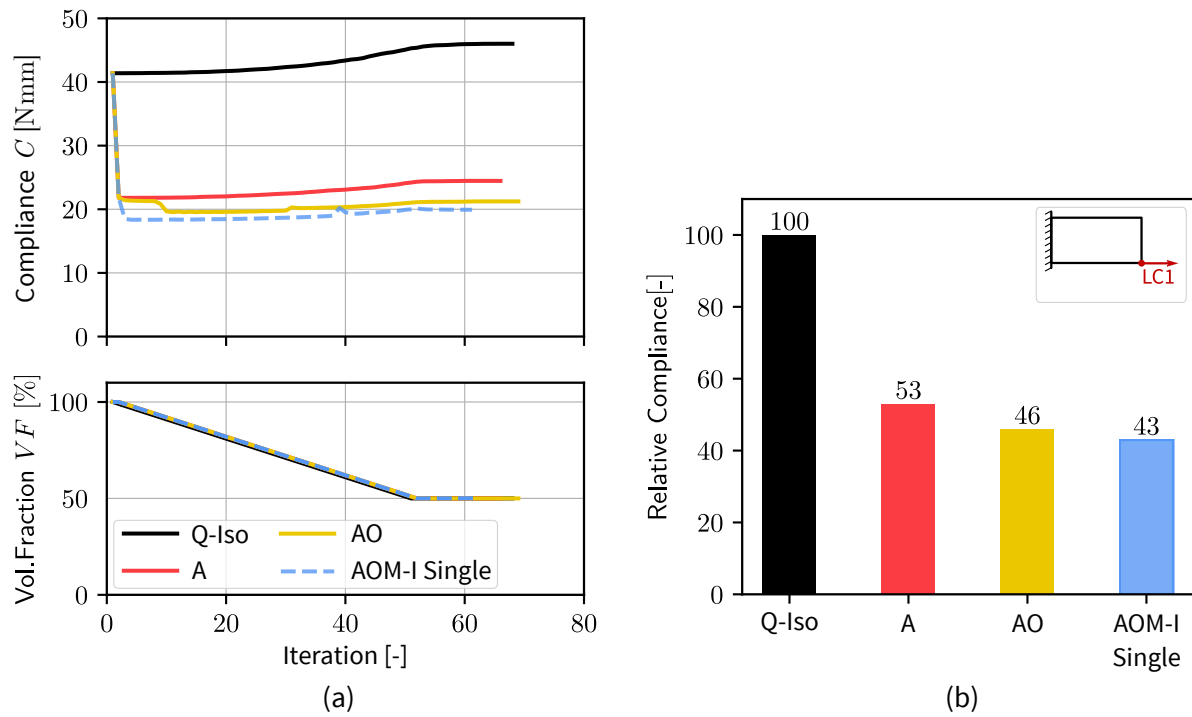 50
40
30
20
10
0
Compliance C [Nmm]
100
50
0
Vol.Fraction VF [%]
Q-Iso
A
AO
AOM-I Single
0 20 40 60 80
Iteration [-]
(a)
100
80
60
40
20
0
Relative Compliance[-]
100
53
46
43
LC1
Q-Iso
A
AO
AOM-I
Single
(b)